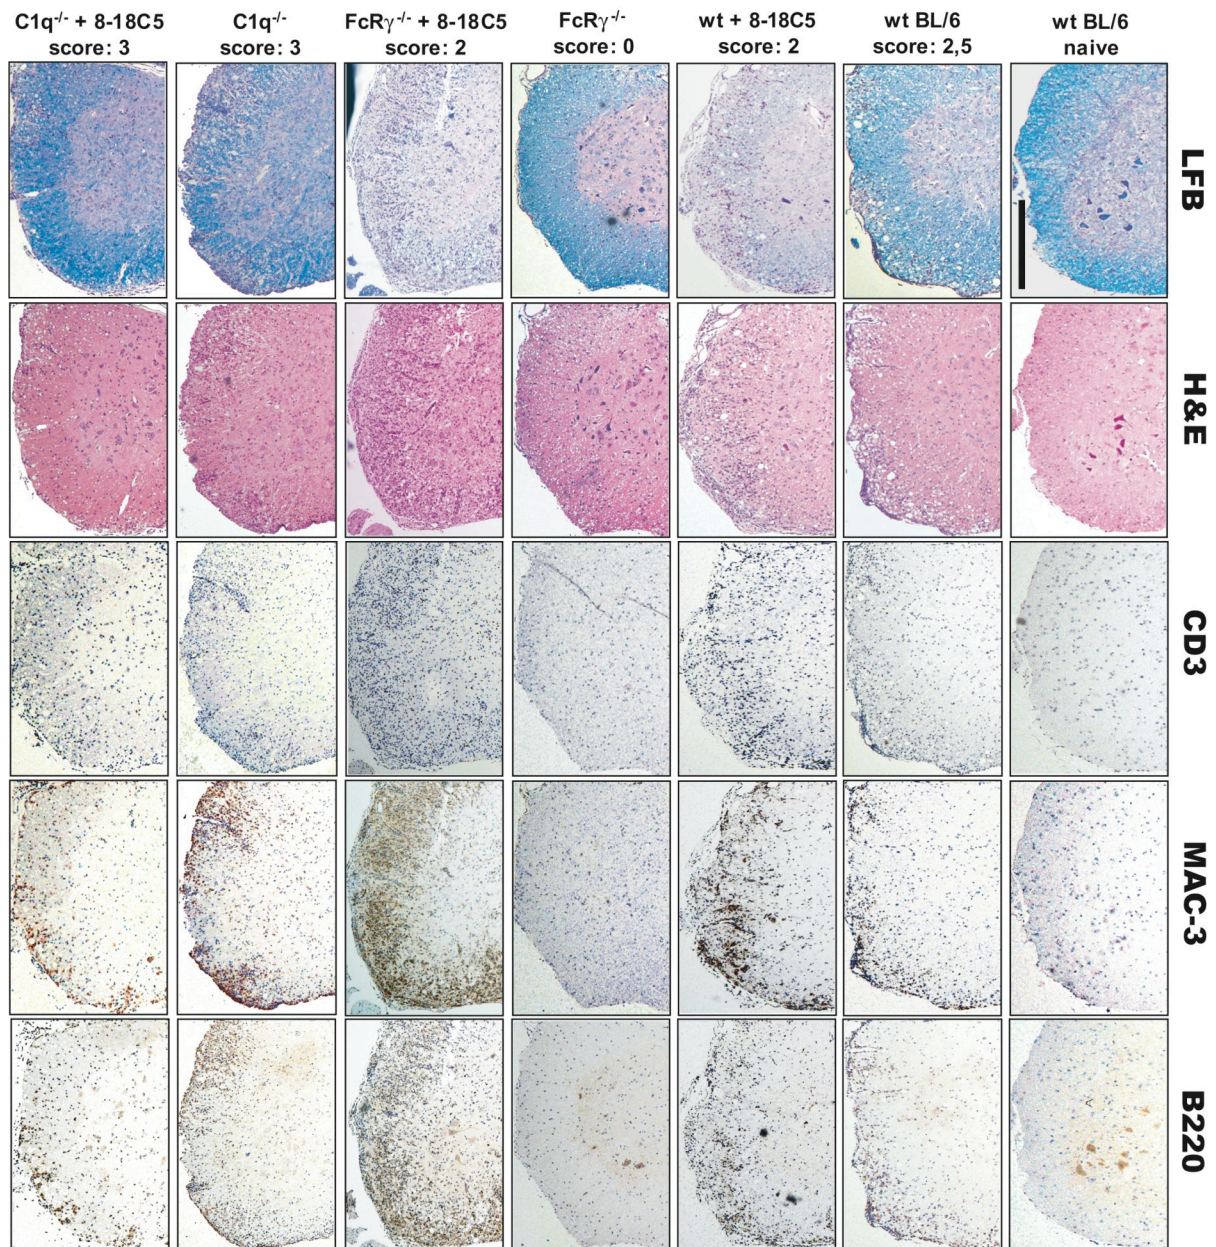 C1q-/- + 8-18C5
score: 3
C1q-/-
score: 3
FcRγ-/- + 8-18C5
score: 2
FcRγ-/-
score: 0
wt + 8-18C5
score: 2
wt BL/6
score: 2,5
wt BL/6
naive
LFB
H&E
CD3
MAC-3
B220